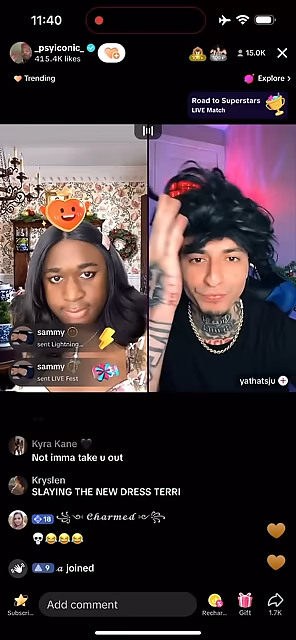 11:40
_psyiconic_
415.4K likes
15.0K
Trending
Explore >
Road to Superstars
LIVE Match
sammy
sent Lightning...
sammy
sent LIVE Fest
yathatsju
Kyra Kane 🖤
Not imma take u out
Kryslen
SLAYING THE NEW DRESS TERRI
18 𝓒𝓱𝓪𝓻𝓶𝓮𝓭
💀😂😂😂
9 a joined
Subscri...
Add comment
Rechar...
Gift
1.7K